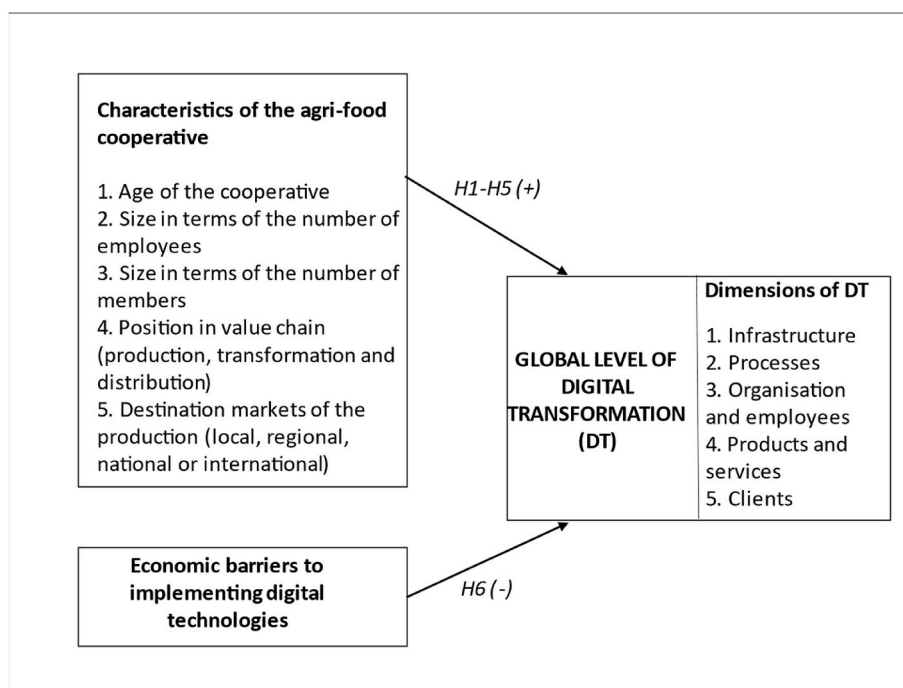 Characteristics of the agri-food
cooperative
1. Age of the cooperative
2. Size in terms of the number of
employees
3. Size in terms of the number of
members
4. Position in value chain
(production, transformation and
distribution)
5. Destination markets of the
production (local, regional,
national or international)
H1-H5 (+)
GLOBAL LEVEL OF
DIGITAL
TRANSFORMATION
(DT)
Dimensions of DT
1. Infrastructure
2. Processes
3. Organisation
and employees
4. Products and
services
5. Clients
Economic barriers to
implementing digital
technologies
H6 (-)